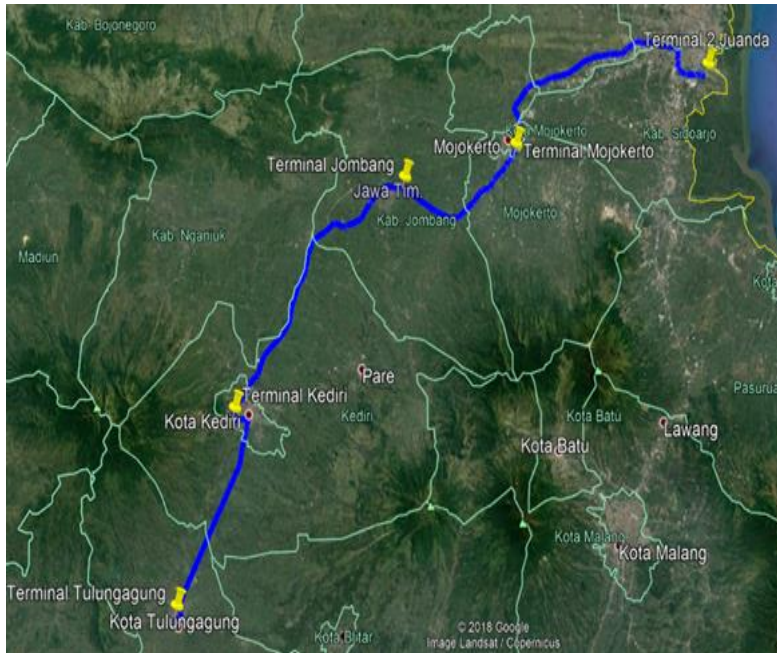 Kab. Bojonegoro
Terminal 2 Juanda
Kab. Mojokerto
Kab. Sidoarjo
Mojokerto
Terminal Mojokerto
Terminal Jombang
Jawa Tim.
Kab. Jombang
Mojokerto
Kab. Nganjuk
Madiun
Pare
Pasurua
Terminal Kediri
Kota Kediri
Kediri
Kota Batu
Lawang
Kota Batu
Kota Malang
Kota Malang
Terminal Tulungagung
Kota Tulungagung
Kota Blitar
© 2018 Google
Image Landsat / Copernicus